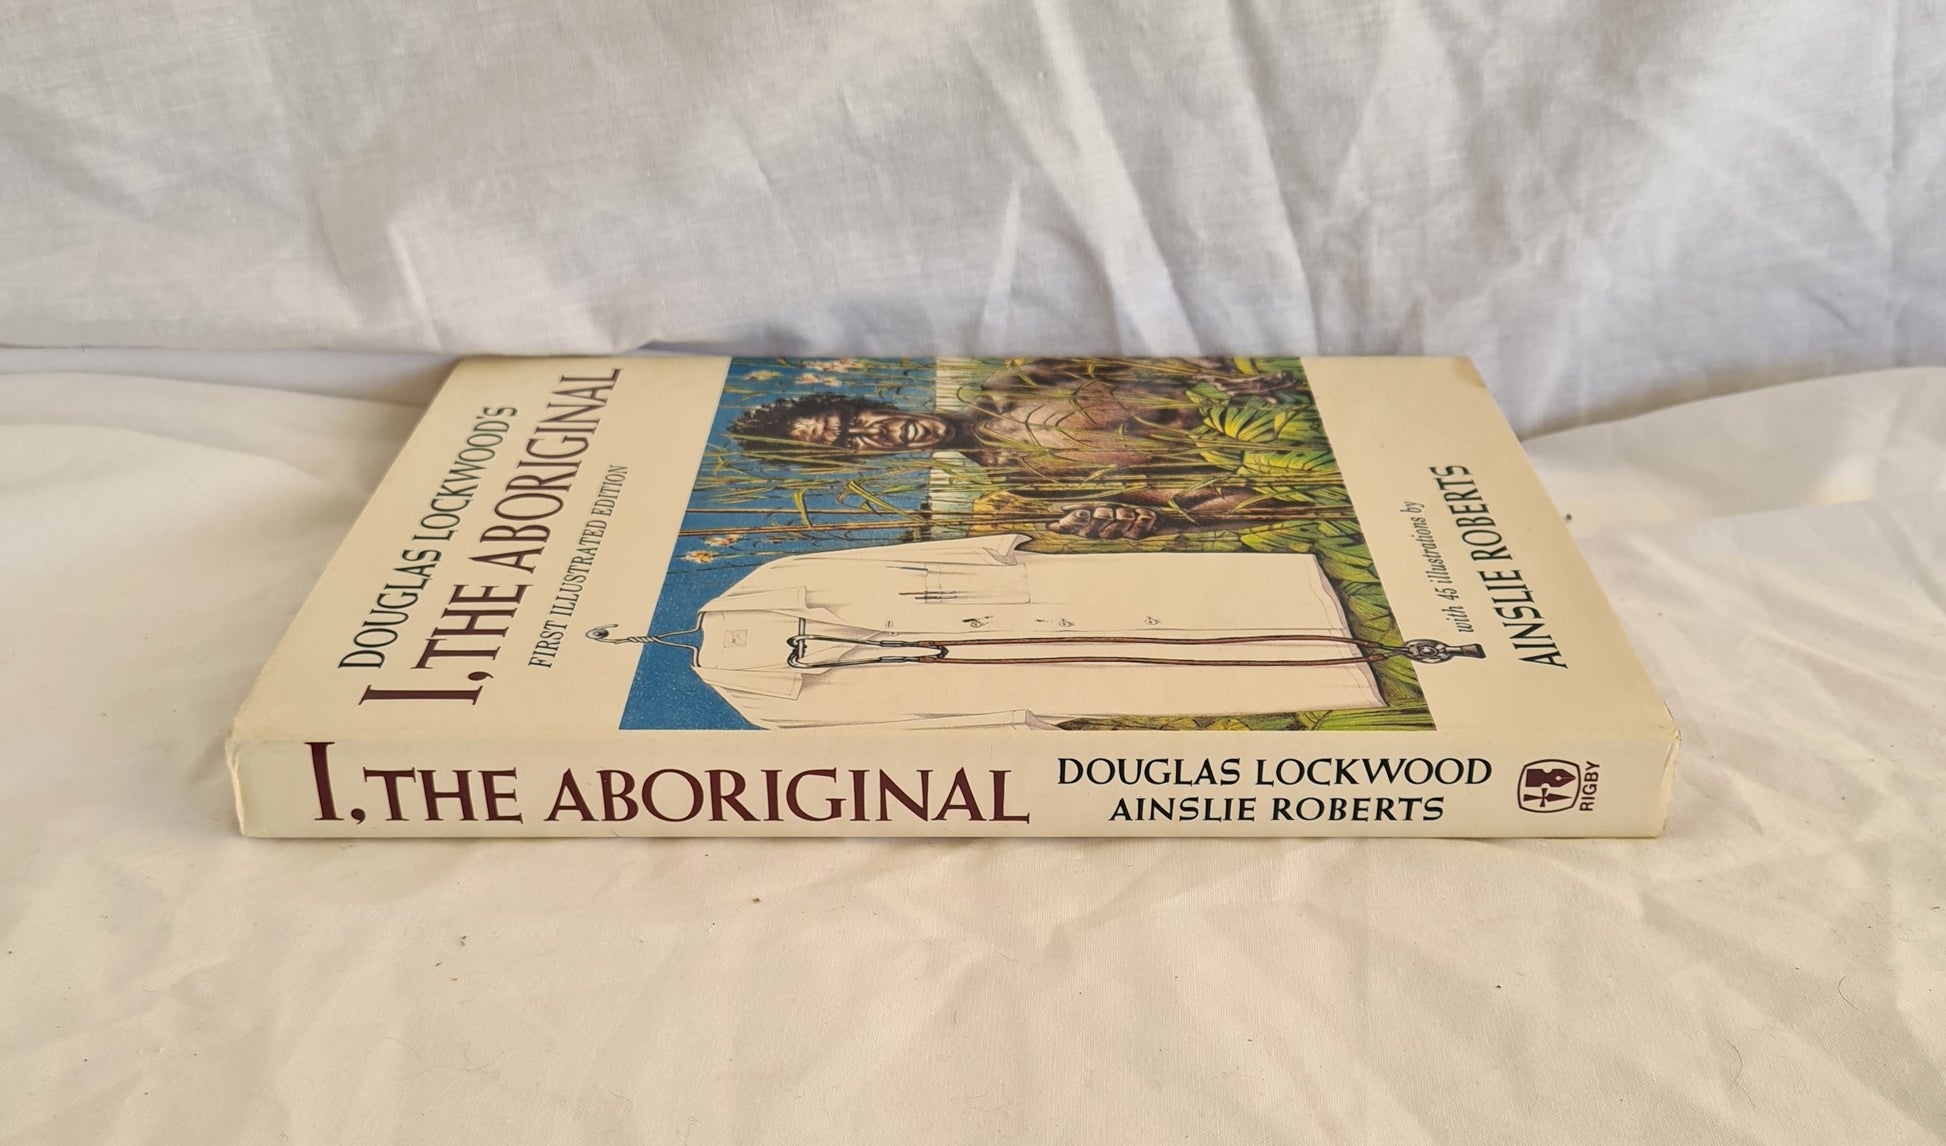 DOUGLAS LOCKWOOD'S
I, THE ABORIGINAL
FIRST ILLUSTRATED EDITION
with 45 illustrations by
AINSLIE ROBERTS
I, THE ABORIGINAL
DOUGLAS LOCKWOOD
AINSLIE ROBERTS
RIGBY